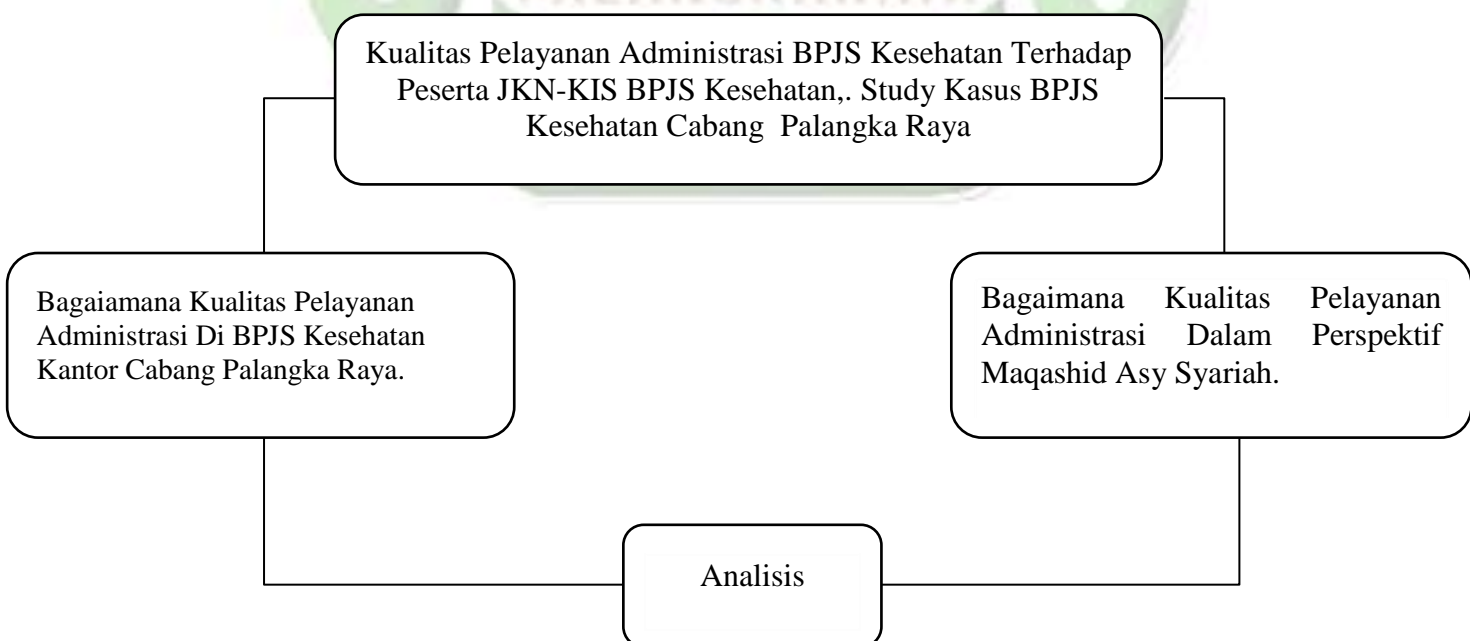 Kualitas Pelayanan Administrasi BPJS Kesehatan Terhadap
Peserta JKN-KIS BPJS Kesehatan,. Study Kasus BPJS
Kesehatan Cabang Palangka Raya
Bagaiamana Kualitas Pelayanan
Administrasi Di BPJS Kesehatan
Kantor Cabang Palangka Raya.
Bagaimana Kualitas Pelayanan
Administrasi Dalam Perspektif
Maqashid Asy Syariah.
Analisis